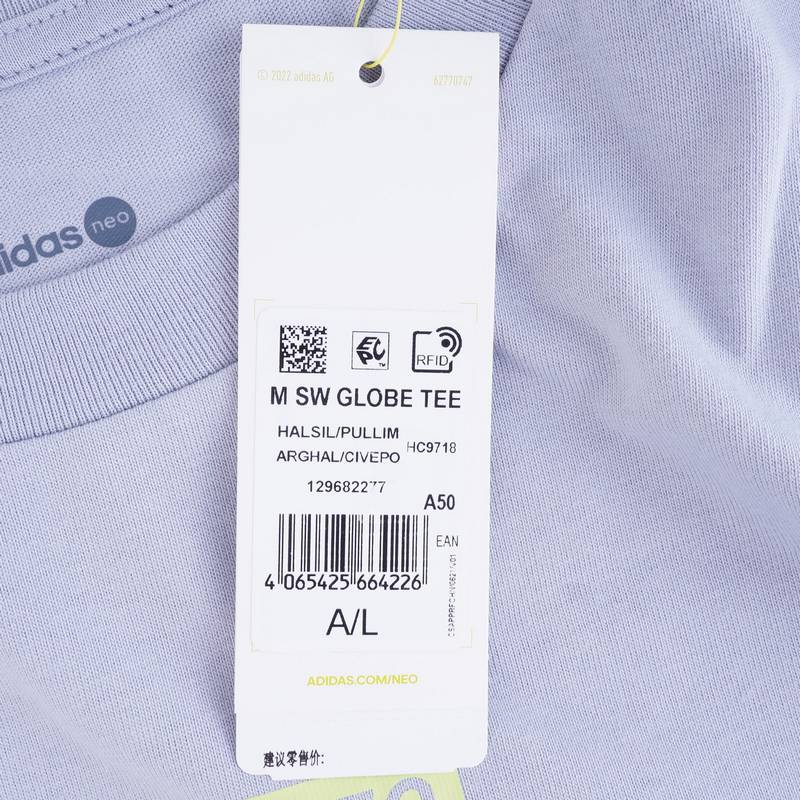 © 2022 adidas AG 62770747
adidas neo
EPC™
RFID
M SW GLOBE TEE
HALSIL/PULLIM
ARGHAL/CIVEPO
HC9718
129682277
A50
EAN
4 065425 664226
A/L
ADIDAS.COM/NEO
建议零售价: